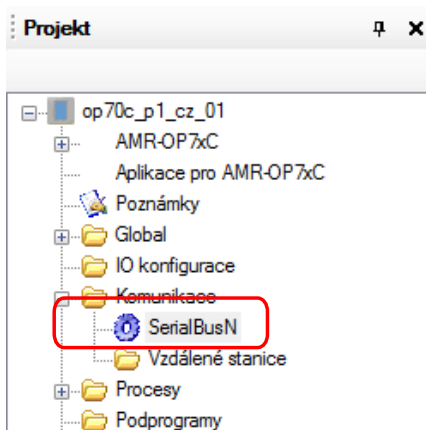 Projekt
op70c_p1_cz_01
AMR-OP7xC
Aplikace pro AMR-OP7xC
Poznámky
Global
IO konfigurace
Komunikace
SerialBusN
Vzdálené stanice
Procesy
Podprogramy